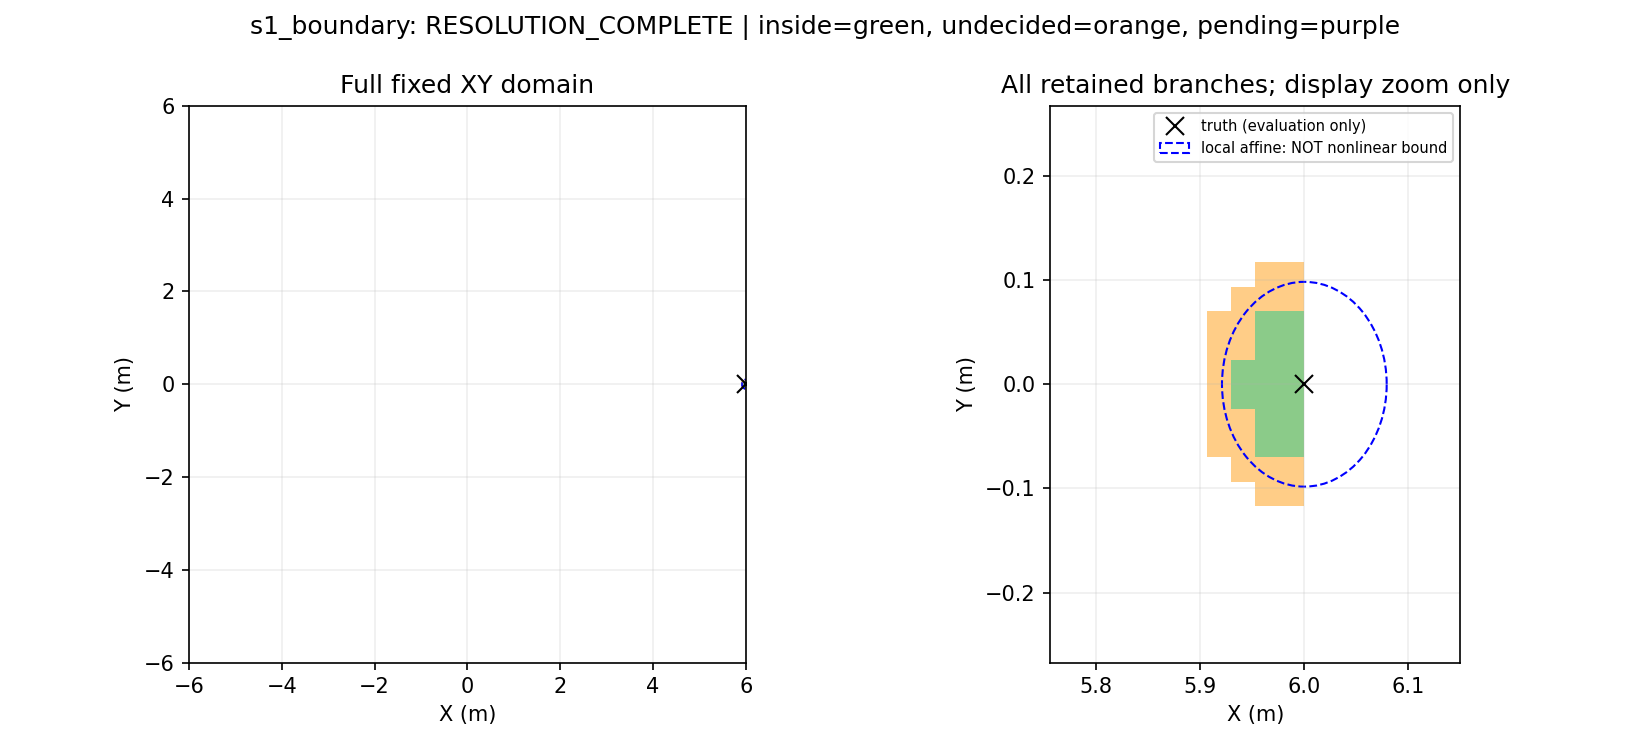 s1_boundary: RESOLUTION_COMPLETE | inside=green, undecided=orange, pending=purple
Full fixed XY domain
6
4
2
0
−2
−4
−6
−6
−4
−2
0
2
4
6
X (m)
Y (m)
All retained branches; display zoom only
truth (evaluation only)
local affine: NOT nonlinear bound
0.2
0.1
0.0
−0.1
−0.2
5.8
5.9
6.0
6.1
X (m)
Y (m)